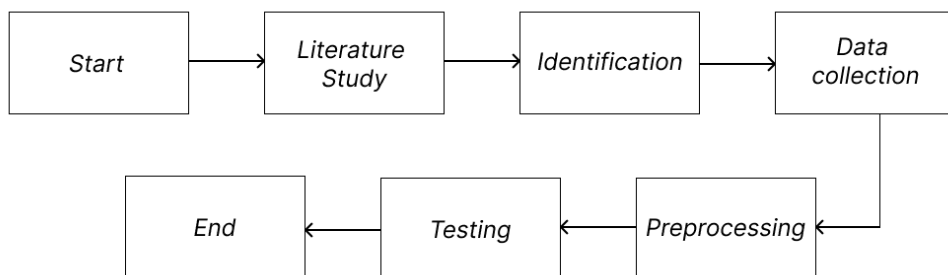 Start
Literature
Study
Identification
Data
collection
Preprocessing
Testing
End